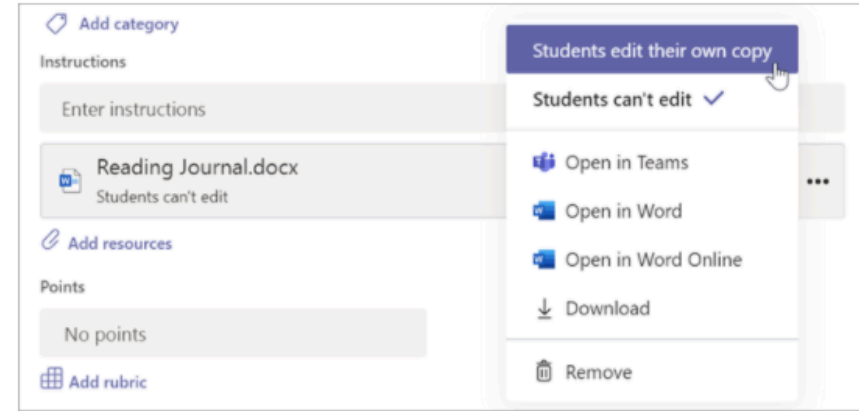 Add category
Instructions
Enter instructions
Reading Journal.docx
Students can't edit
Add resources
Points
No points
Add rubric
Students edit their own copy
Students can't edit
Open in Teams
Open in Word
Open in Word Online
Download
Remove